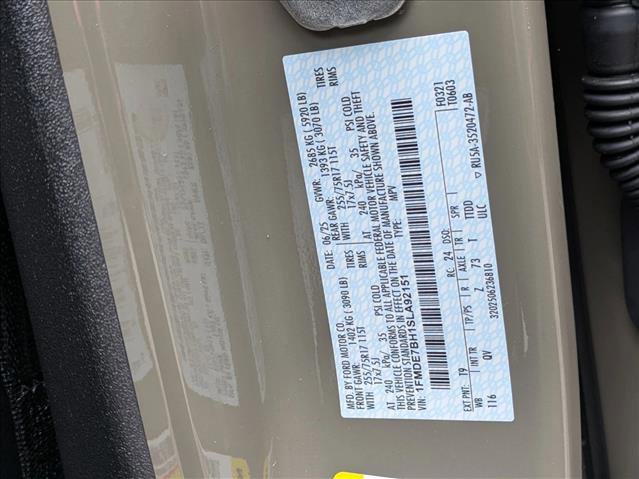 MFD. BY FORD MOTOR CO.
DATE: 06/25 GVWR: 2685 KG ( 5920 LB)
FRONT GAWR: 1402 KG ( 3090 LB) REAR GAWR: 1393 KG ( 3070 LB)
255/75R17 115T TIRES WITH 255/75R17 115T TIRES
17x7.5J RIMS 17x7.5J RIMS
AT 240 kPa/ 35 PSI COLD AT 240 kPa/ 35 PSI COLD
THIS VEHICLE CONFORMS TO ALL APPLICABLE FEDERAL MOTOR VEHICLE SAFETY AND THEFT
PREVENTION STANDARDS IN EFFECT ON THE DATE OF MANUFACTURE SHOWN ABOVE.
VIN: 1FMDE7BH1SLA92151
TYPE: MPV
F0321
T0603
EXT PNT: T9 RC: 24 DSO:
WB INT TR TP/PS R AXLE TR SPR
116 QV L 73 T TTDD
ULC
3202506236810 ▽ RU5A-3520472-AB